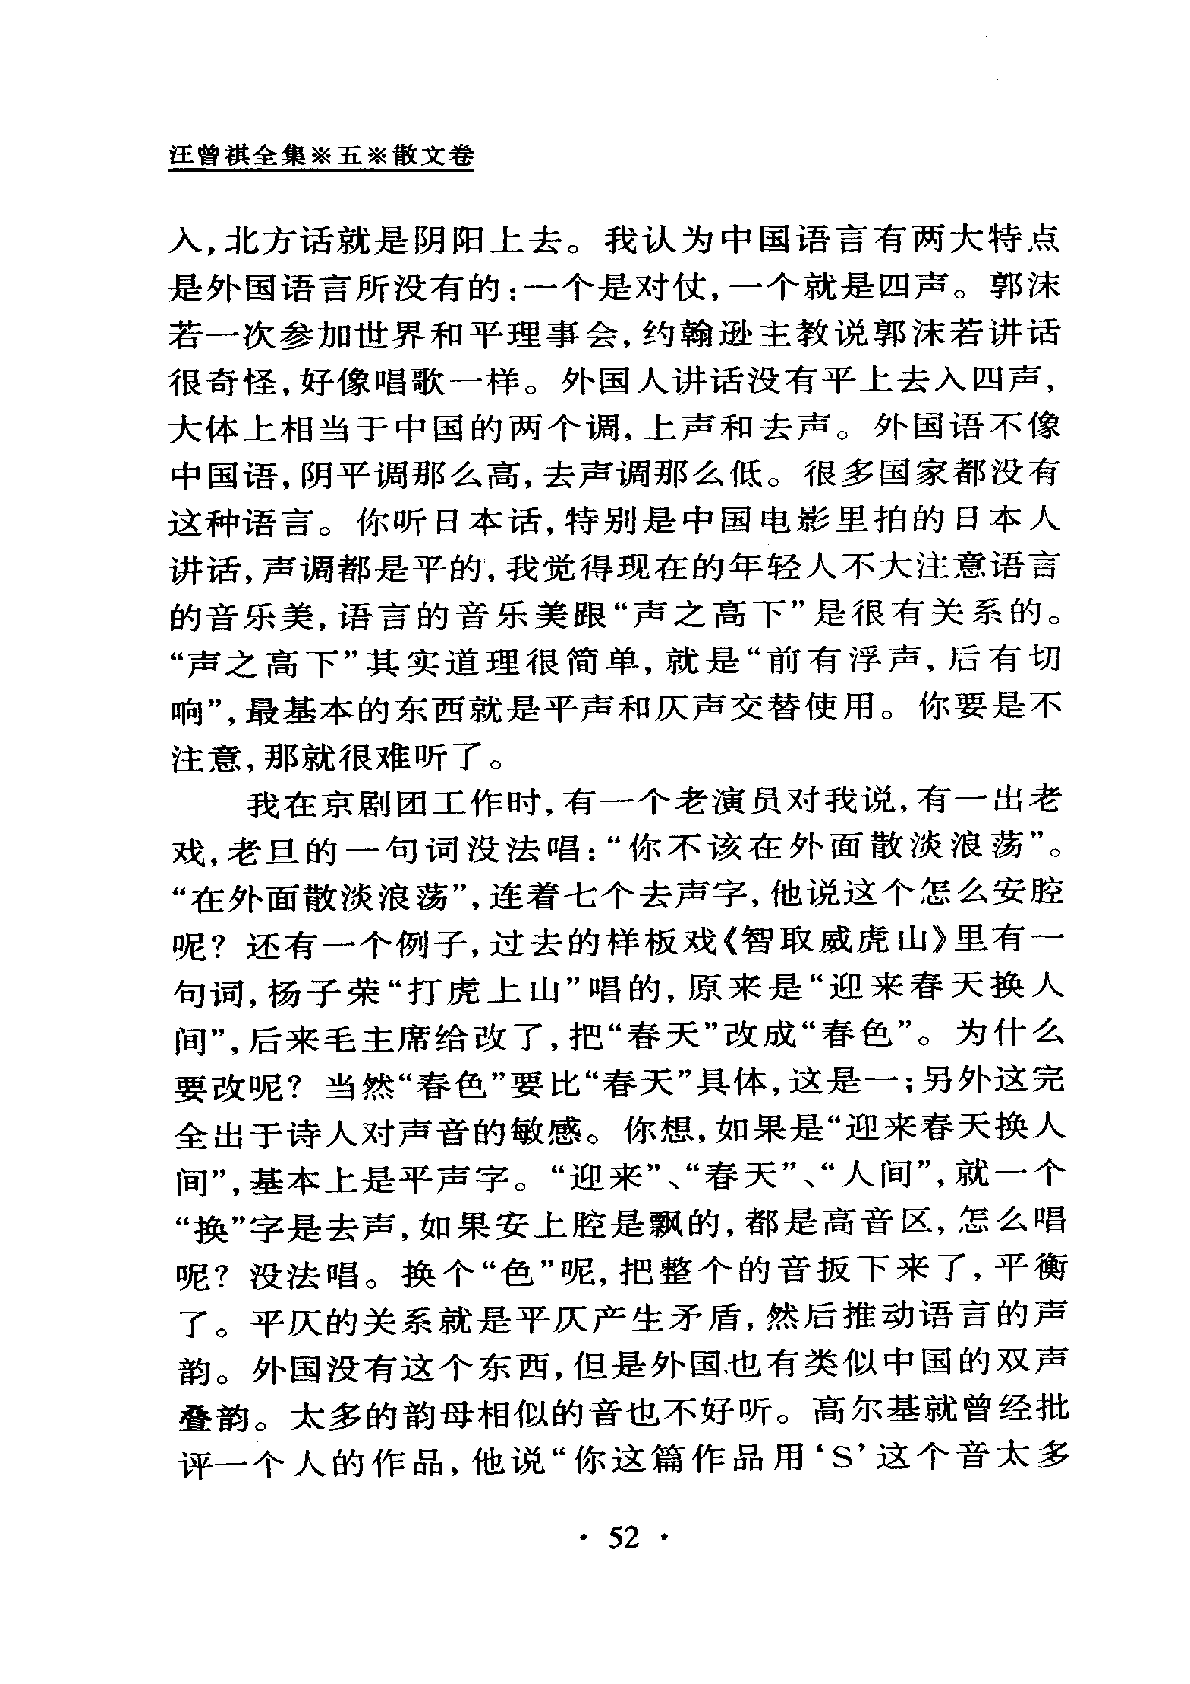 汪曾祺全集※五※散文卷
入,北方话就是阴阳上去。我认为中国语言有两大特点
是外国语言所没有的:一个是对仗,一个就是四声。郭沫
若一次参加世界和平理事会,约翰逊主教说郭沫若讲话
很奇怪,好像唱歌一样。外国人讲话没有平上去入四声,
大体上相当于中国的两个调,上声和去声。外国语不像
中国语,阴平调那么高,去声调那么低。很多国家都没有
这种语言。你听日本话,特别是中国电影里拍的日本人
讲话,声调都是平的,我觉得现在的年轻人不大注意语言
的音乐美,语言的音乐美跟“声之高下”是很有关系的。
“声之高下”其实道理很简单,就是“前有浮声,后有切
响”,最基本的东西就是平声和仄声交替使用。你要是不
注意,那就很难听了。
我在京剧团工作时,有一个老演员对我说,有一出老
戏,老旦的一句词没法唱:“你不该在外面散淡浪荡”。
“在外面散淡浪荡”,连着七个去声字,他说这个怎么安腔
呢?还有一个例子,过去的样板戏《智取威虎山》里有一
句词,杨子荣“打虎上山”唱的,原来是“迎来春天换人
间”,后来毛主席给改了,把“春天”改成“春色”。为什么
要改呢?当然“春色”要比“春天”具体,这是一;另外这完
全出于诗人对声音的敏感。你想,如果是“迎来春天换人
间”,基本上是平声字。“迎来”、“春天”、“人间”,就一个
“换”字是去声,如果安上腔是飘的,都是高音区,怎么唱
呢?没法唱。换个“色”呢,把整个的音扳下来了,平衡
了。平仄的关系就是平仄产生矛盾,然后推动语言的声
韵。外国没有这个东西,但是外国也有类似中国的双声
叠韵。太多的韵母相似的音也不好听。高尔基就曾经批
评一个人的作品,他说“你这篇作品用‘S’这个音太多
·52·